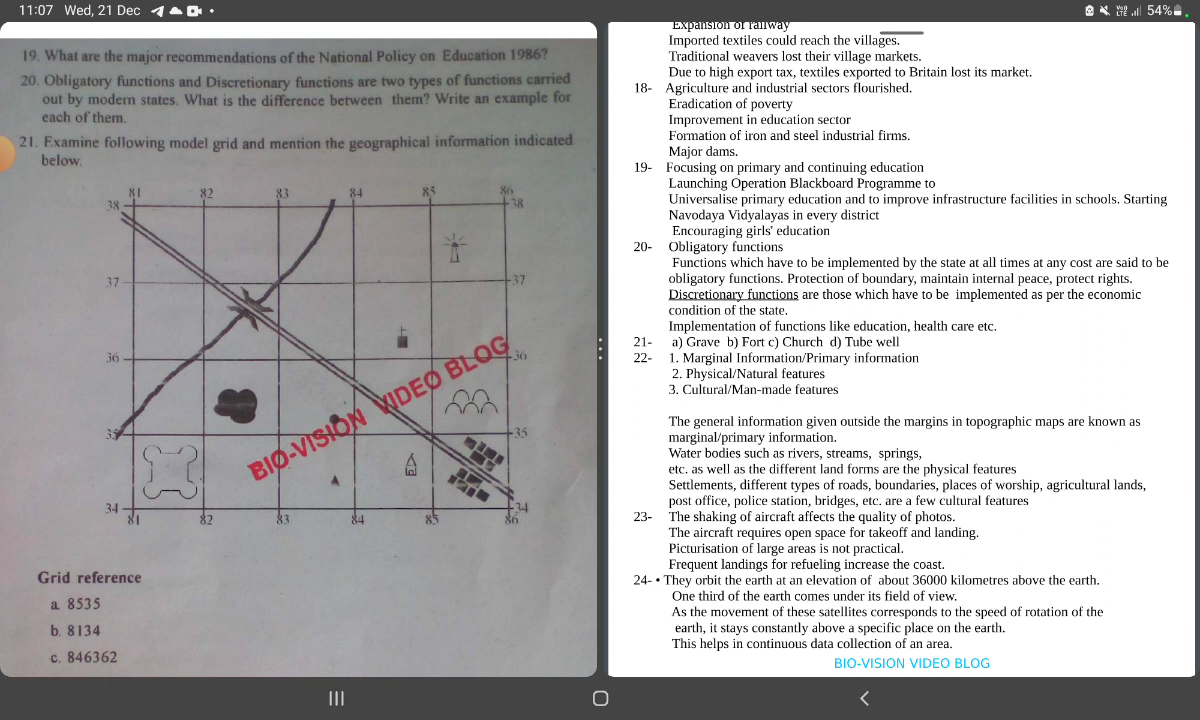 11:07 Wed, 21 Dec
Vo))
LTE
54%
19. What are the major recommendations of the National Policy on Education 1986?
20. Obligatory functions and Discretionary functions are two types of functions carried
out by modern states. What is the difference between them? Write an example for
each of them.
21. Examine following model grid and mention the geographical information indicated
below.
81 82 83 84 85 86
38 38
37 37
36 36
35 35
34 34
81 82 83 84 85 86
BIO-VISION VIDEO BLOG
Grid reference
a. 8535
b. 8134
c. 846362
Expansion of railway
Imported textiles could reach the villages.
Traditional weavers lost their village markets.
Due to high export tax, textiles exported to Britain lost its market.
18- Agriculture and industrial sectors flourished.
Eradication of poverty
Improvement in education sector
Formation of iron and steel industrial firms.
Major dams.
19- Focusing on primary and continuing education
Launching Operation Blackboard Programme to
Universalise primary education and to improve infrastructure facilities in schools. Starting
Navodaya Vidyalayas in every district
Encouraging girls' education
20- Obligatory functions
Functions which have to be implemented by the state at all times at any cost are said to be
obligatory functions. Protection of boundary, maintain internal peace, protect rights.
Discretionary functions are those which have to be implemented as per the economic
condition of the state.
Implementation of functions like education, health care etc.
21- a) Grave b) Fort c) Church d) Tube well
22- 1. Marginal Information/Primary information
2. Physical/Natural features
3. Cultural/Man-made features
The general information given outside the margins in topographic maps are known as
marginal/primary information.
Water bodies such as rivers, streams, springs,
etc. as well as the different land forms are the physical features
Settlements, different types of roads, boundaries, places of worship, agricultural lands,
post office, police station, bridges, etc. are a few cultural features
23- The shaking of aircraft affects the quality of photos.
The aircraft requires open space for takeoff and landing.
Picturisation of large areas is not practical.
Frequent landings for refueling increase the coast.
24- • They orbit the earth at an elevation of about 36000 kilometres above the earth.
One third of the earth comes under its field of view.
As the movement of these satellites corresponds to the speed of rotation of the
earth, it stays constantly above a specific place on the earth.
This helps in continuous data collection of an area.
BIO-VISION VIDEO BLOG